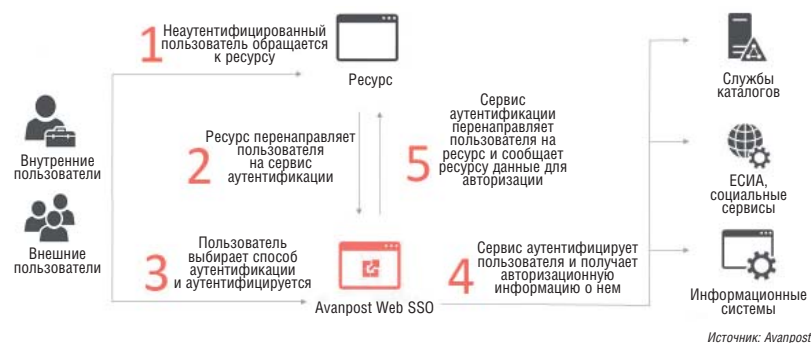 1
Неаутентифицированный
пользователь обращается
к ресурсу
Ресурс
Внутренние
пользователи
Внешние
пользователи
2
Ресурс перенаправляет
пользователя
на сервис
аутентификации
5
Сервис
аутентификации
перенаправляет
пользователя на
ресурс и сообщает
ресурсу данные для
авторизации
3
Пользователь
выбирает способ
аутентификации
и аутентифицируется
Avanpost Web SSO
4
Сервис аутентифицирует
пользователя и получает
авторизационную
информацию о нем
Службы
каталогов
ЕСИА,
социальные
сервисы
Информационные
системы
Источник: Avanpost